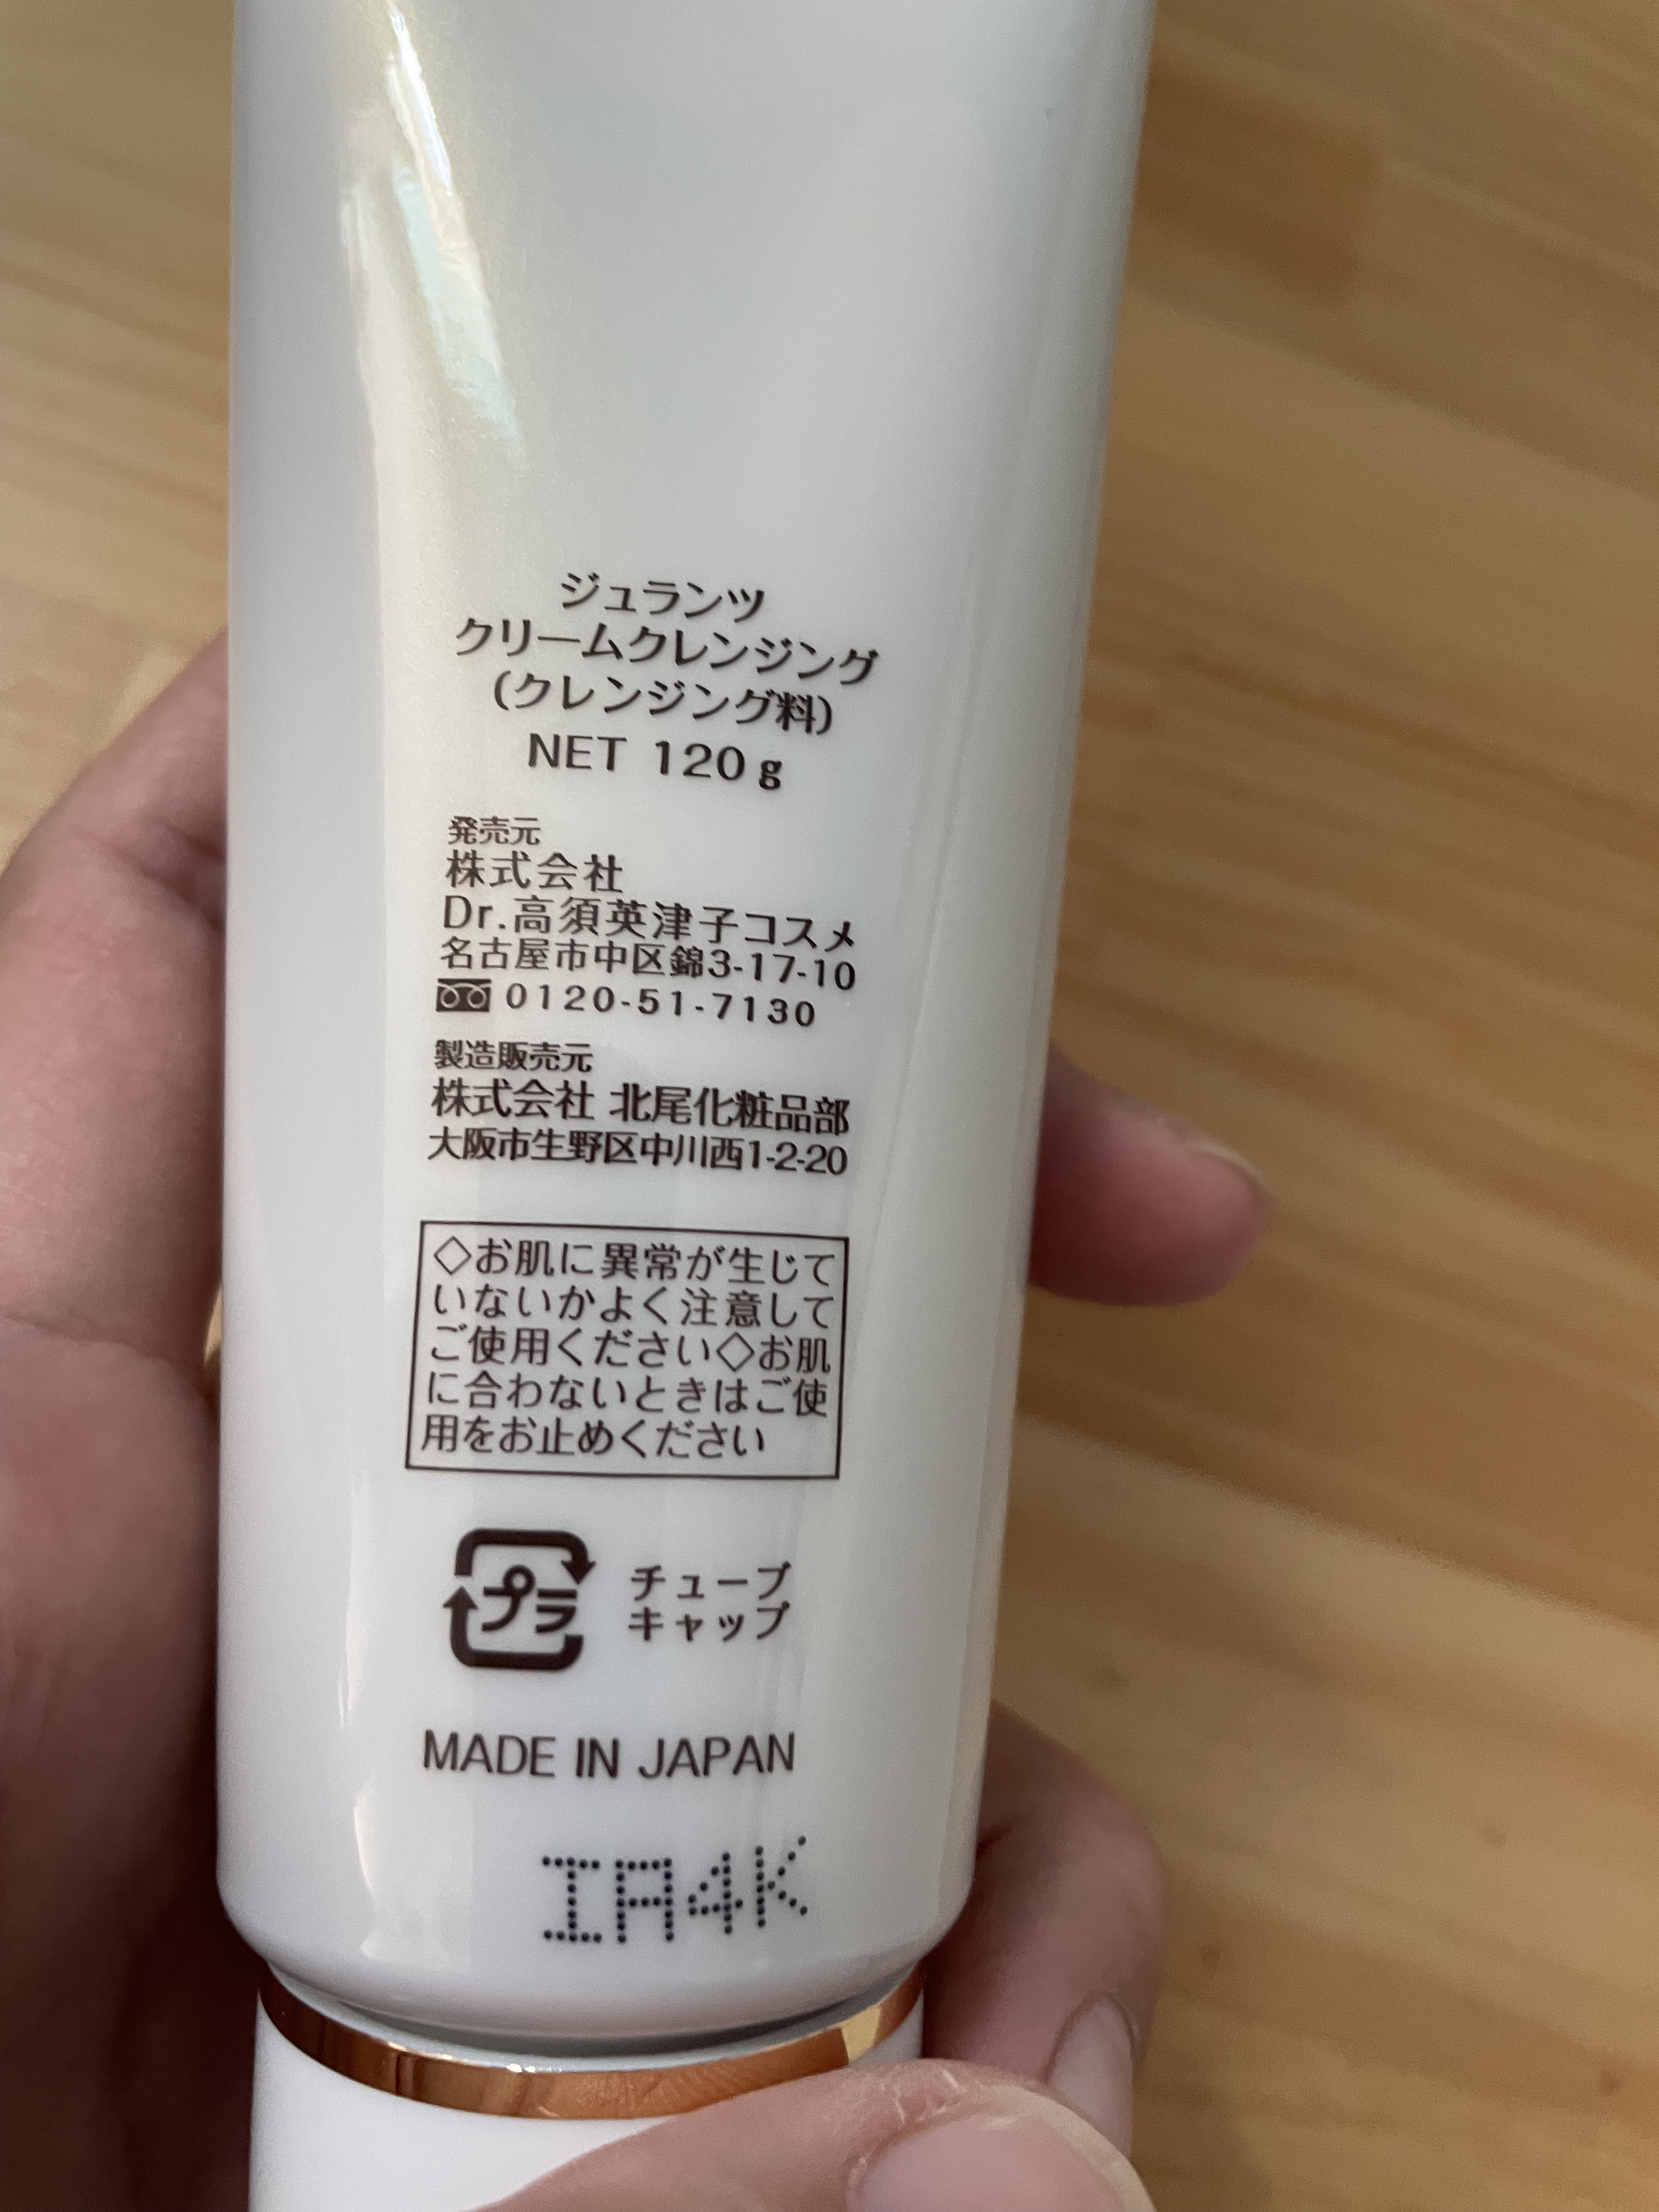 ジュランツ
クリームクレンジング
(クレンジング料)
NET 120g
発売元
株式会社
Dr.高須英津子コスメ
名古屋市中区錦3-17-10
0120-51-7130
製造販売元
株式会社 北尾化粧品部
大阪市生野区中川西1-2-20
◇お肌に異常が生じて
いないかよく注意して
ご使用ください◇お肌
に合わないときはご使
用をお止めください
プラ
チューブ
キャップ
MADE IN JAPAN
IA4K